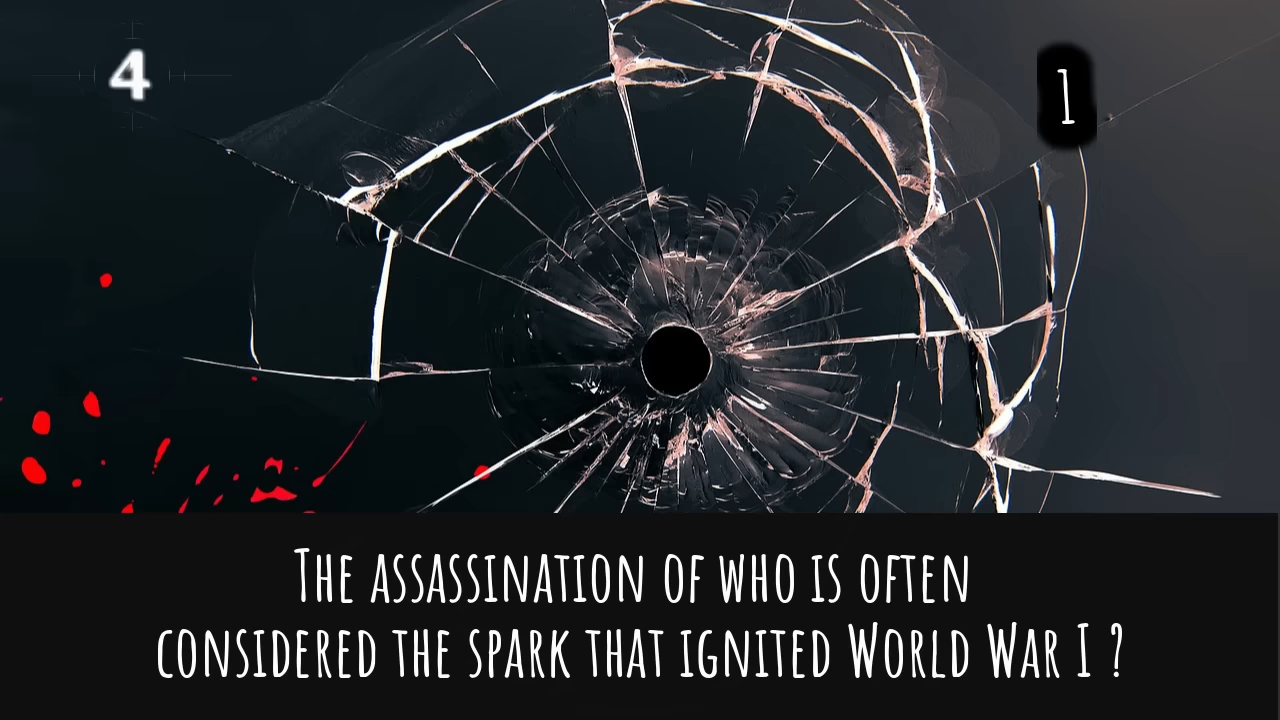 4
1
The assassination of who is often
considered the spark that ignited World War I ?